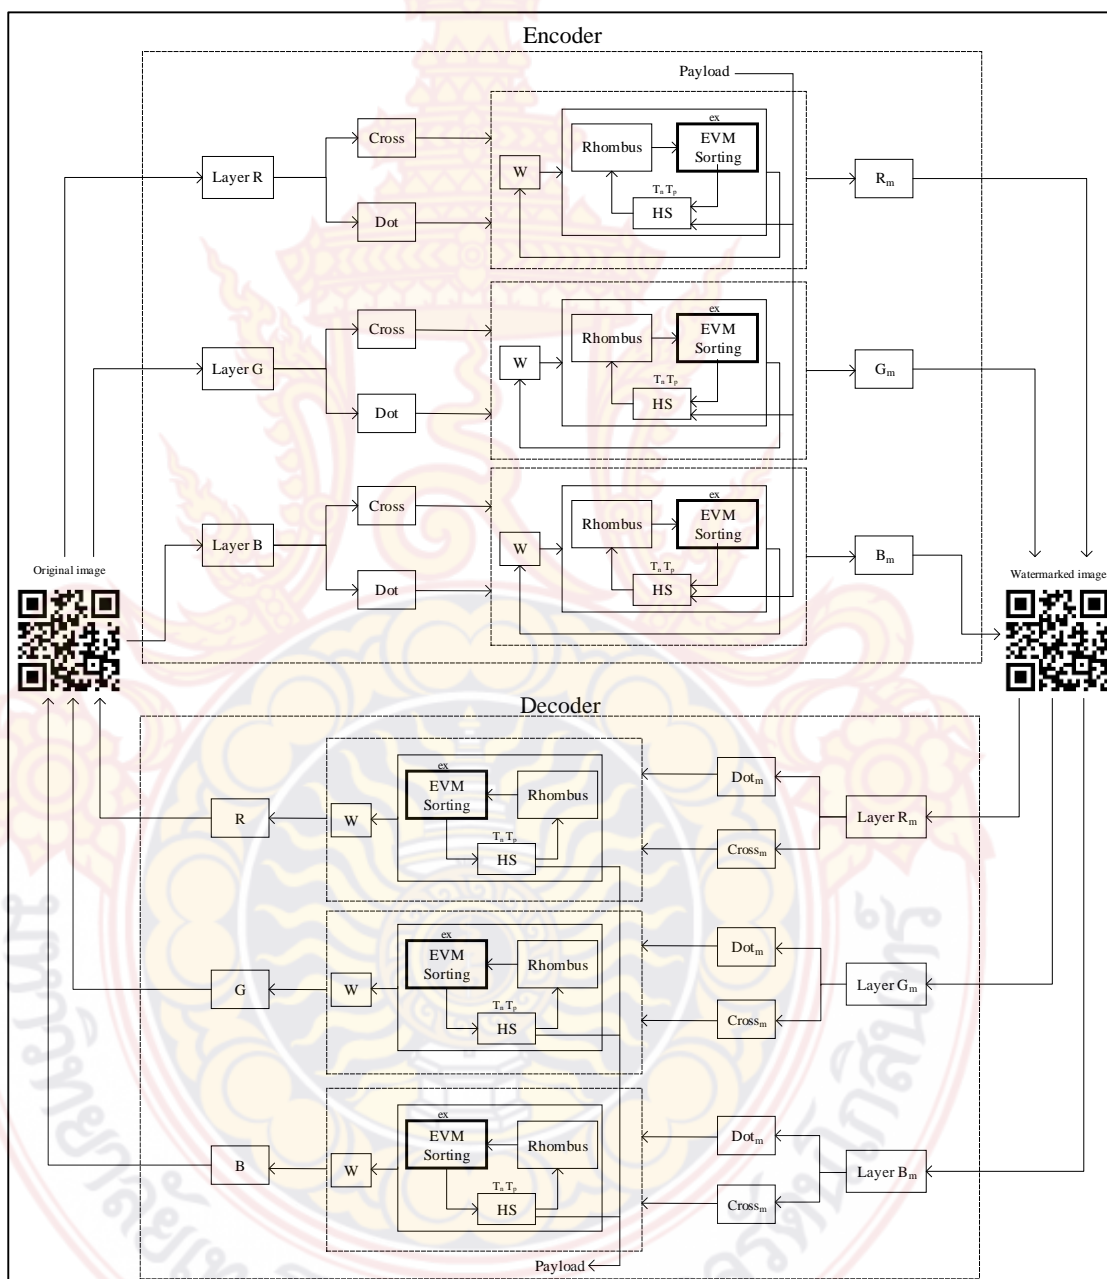 Encoder
Payload
Cross
Layer R
Dot
W
Rhombus
ex
EVM
Sorting
Tn Tp
HS
Rm
Cross
Layer G
Dot
W
Rhombus
ex
EVM
Sorting
Tn Tp
HS
Gm
Cross
Layer B
Dot
W
Rhombus
ex
EVM
Sorting
Tn Tp
HS
Bm
Original image
Watermarked image
Decoder
R
W
ex
EVM
Sorting
Rhombus
Tn Tp
HS
Dotm
Crossm
Layer Rm
G
W
ex
EVM
Sorting
Rhombus
Tn Tp
HS
Dotm
Crossm
Layer Gm
B
W
ex
EVM
Sorting
Rhombus
Tn Tp
HS
Dotm
Crossm
Layer Bm
Payload